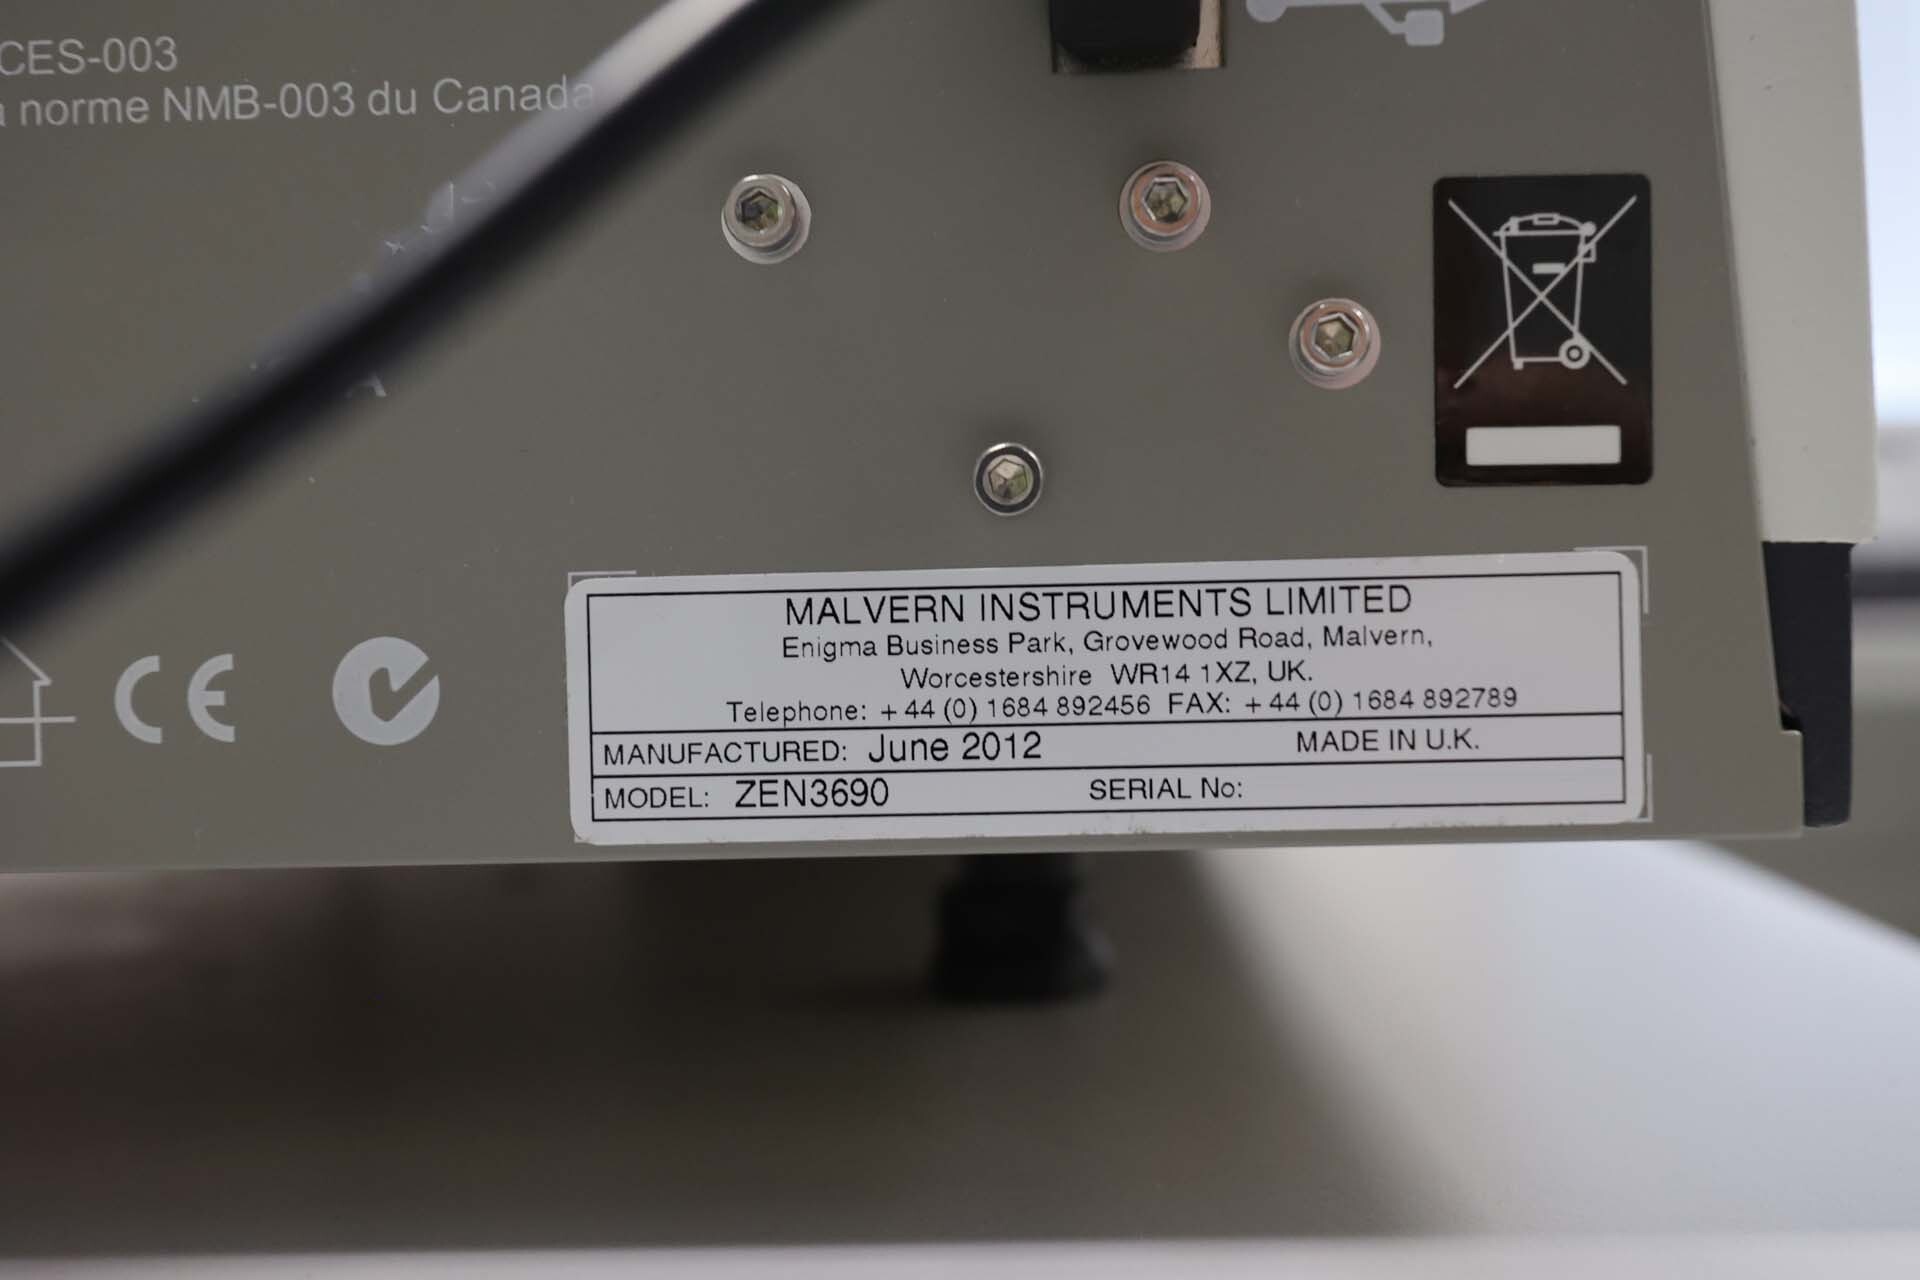 CES-003
norme NMB-003 du Canada
CE
MALVERN INSTRUMENTS LIMITED
Enigma Business Park, Grovewood Road, Malvern,
Worcestershire WR14 1XZ, UK.
Telephone: +44 (0) 1684 892456 FAX: +44 (0) 1684 892789
MANUFACTURED: June 2012 MADE IN U.K.
MODEL: ZEN3690 SERIAL No: